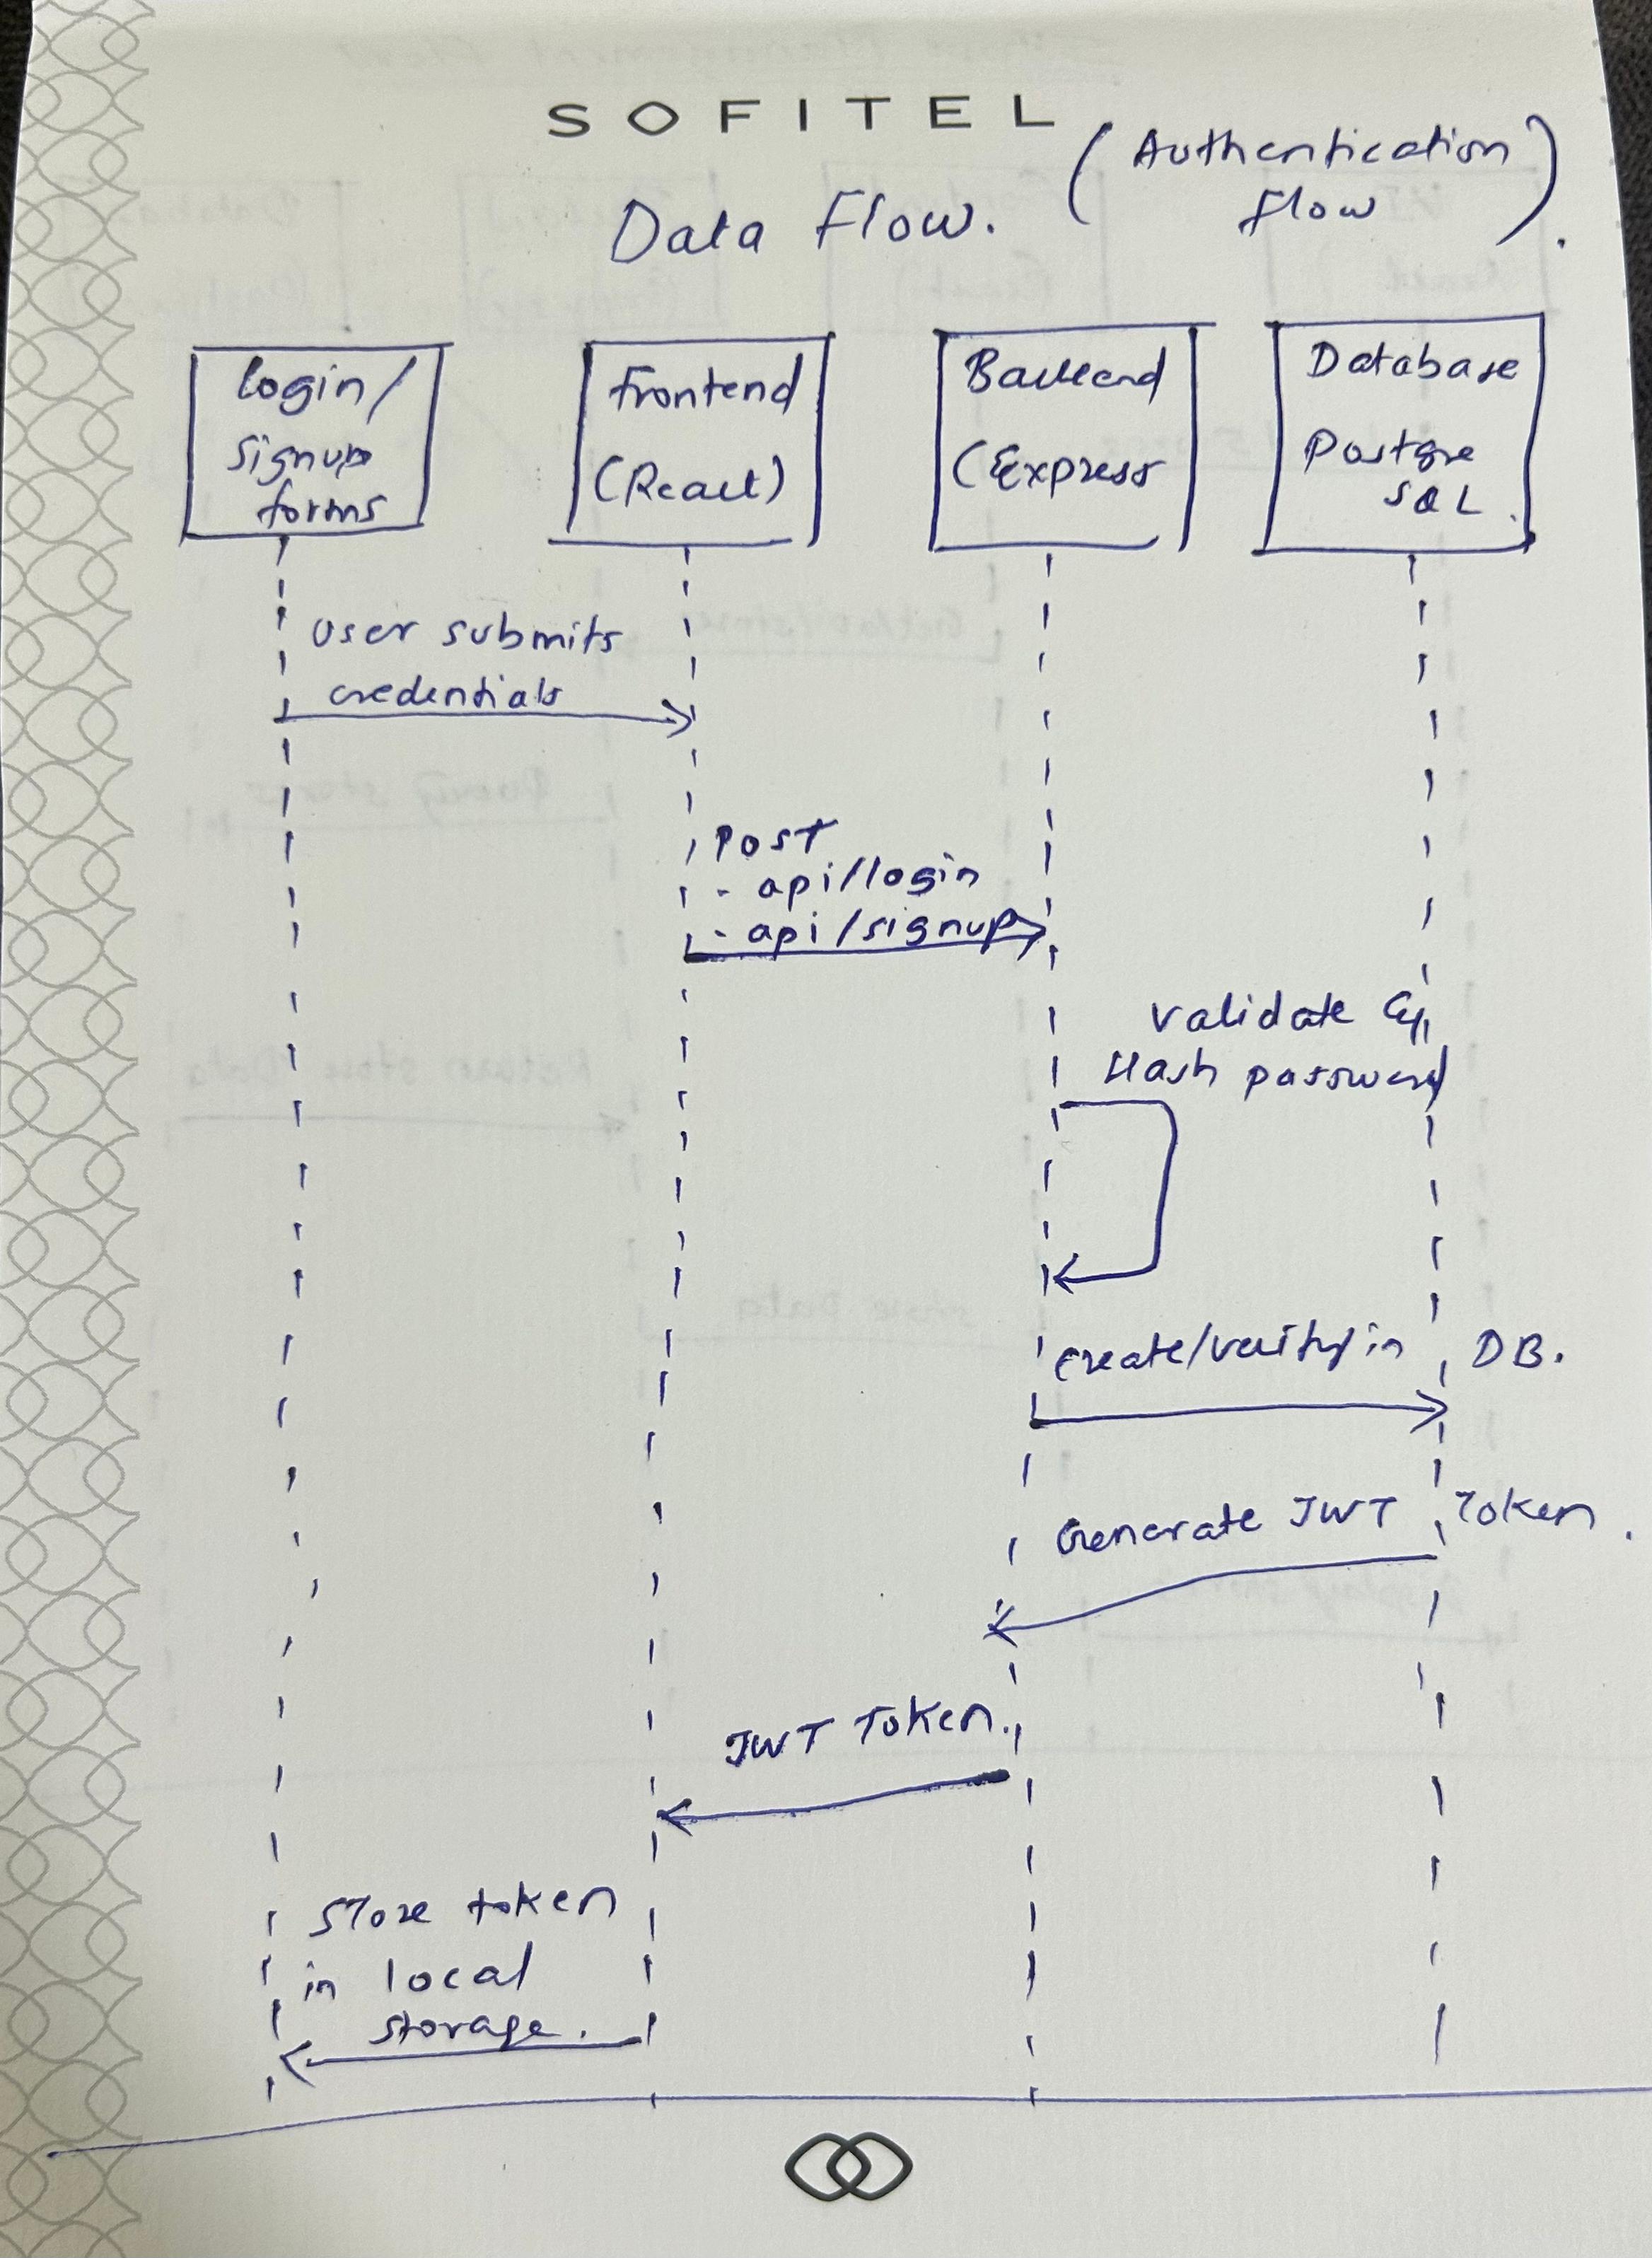 SOFITEL
Data Flow. (Authentication
Flow).
login/
signup
forms
Frontend
(React)
Backend
(Express
Database
Postgre
SQL.
User submits
credentials
POST
- api/login
- api/signup
validate &
Hash password
create/verify in DB.
Generate JWT Token.
JWT Token.
Store token
in local
storage.